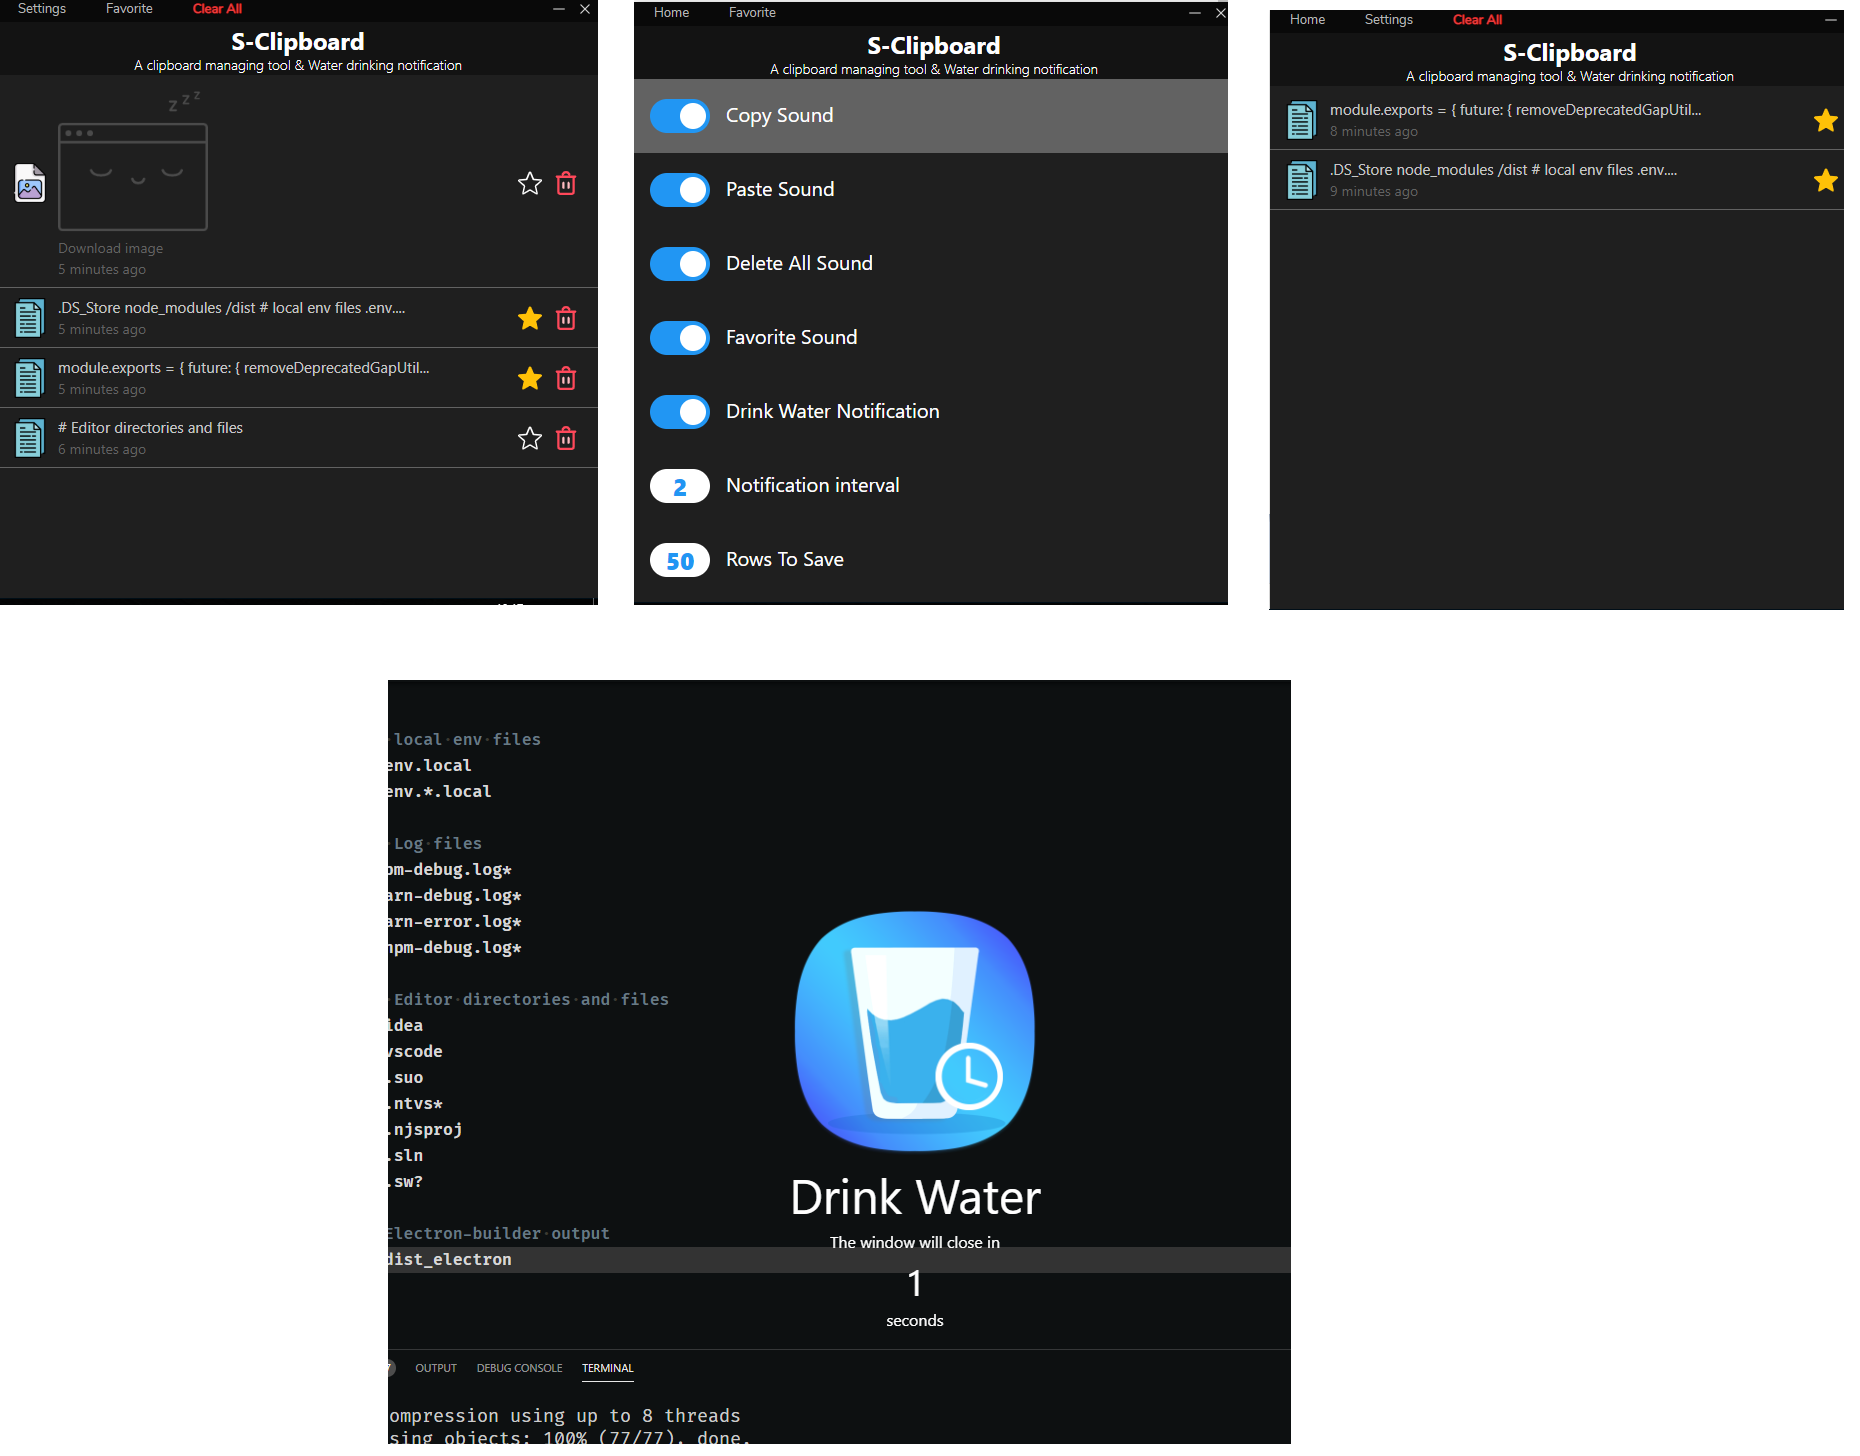 Settings Favorite Clear All
S-Clipboard
A clipboard managing tool & Water drinking notification
z z z
Download image
5 minutes ago
.DS_Store node_modules /dist # local env files .env....
5 minutes ago
module.exports = { future: { removeDeprecatedGapUtil...
5 minutes ago
# Editor directories and files
6 minutes ago
Home Favorite
S-Clipboard
A clipboard managing tool & Water drinking notification
Copy Sound
Paste Sound
Delete All Sound
Favorite Sound
Drink Water Notification
2 Notification interval
50 Rows To Save
Home Settings Clear All
S-Clipboard
A clipboard managing tool & Water drinking notification
module.exports = { future: { removeDeprecatedGapUtil...
8 minutes ago
.DS_Store node_modules /dist # local env files .env....
9 minutes ago
local env files
env.local
env.*.local
Log files
pm-debug.log*
arn-debug.log*
arn-error.log*
npm-debug.log*
Editor directories and files
idea
vscode
.suo
.ntvs*
.njsproj
.sln
.sw?
Electron-builder output
dist_electron
Drink Water
The window will close in
1
seconds
OUTPUT DEBUG CONSOLE TERMINAL
ompression using up to 8 threads
sing objects: 100% (77/77), done.